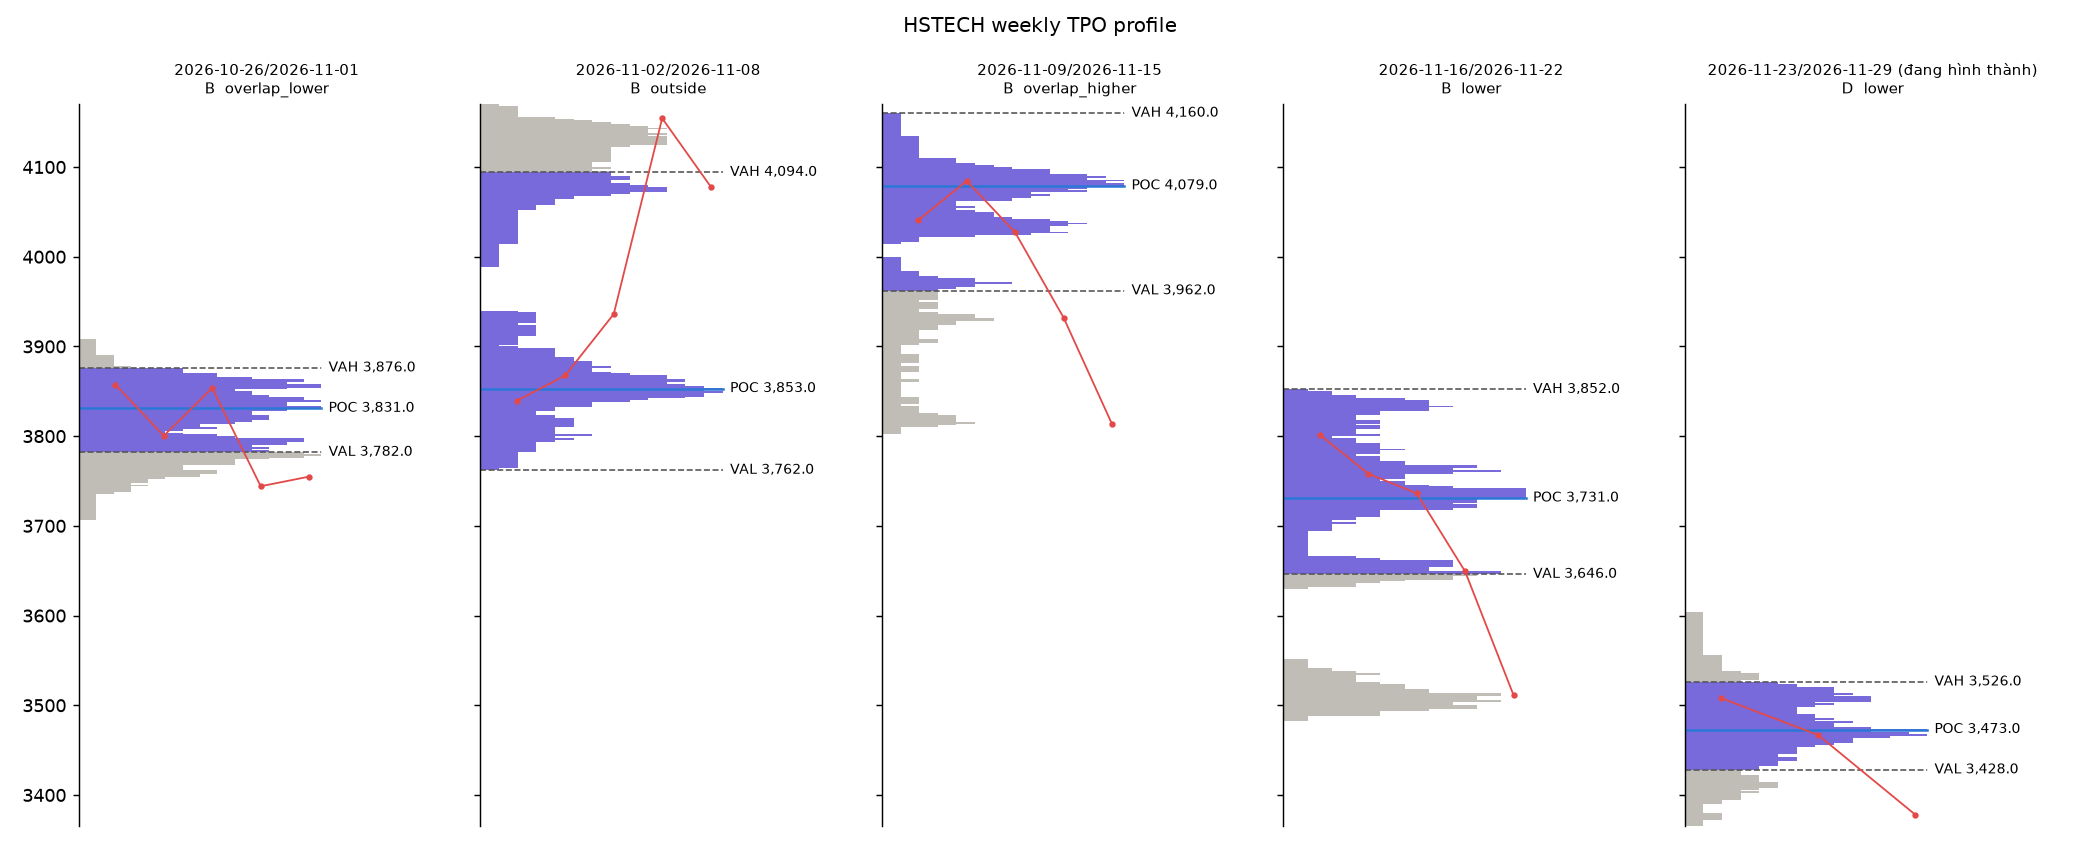 HSTECH weekly TPO profile
2026-10-26/2026-11-01
B  overlap_lower
2026-11-02/2026-11-08
B  outside
2026-11-09/2026-11-15
B  overlap_higher
2026-11-16/2026-11-22
B  lower
2026-11-23/2026-11-29 (đang hình thành)
D  lower
4100
4000
3900
3800
3700
3600
3500
3400
VAH 3,876.0
POC 3,831.0
VAL 3,782.0
VAH 4,094.0
POC 3,853.0
VAL 3,762.0
VAH 4,160.0
POC 4,079.0
VAL 3,962.0
VAH 3,852.0
POC 3,731.0
VAL 3,646.0
VAH 3,526.0
POC 3,473.0
VAL 3,428.0